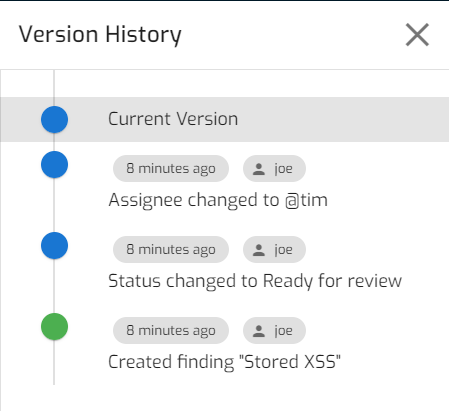 Version History
Current Version
8 minutes ago joe
Assignee changed to @tim
8 minutes ago joe
Status changed to Ready for review
8 minutes ago joe
Created finding "Stored XSS"